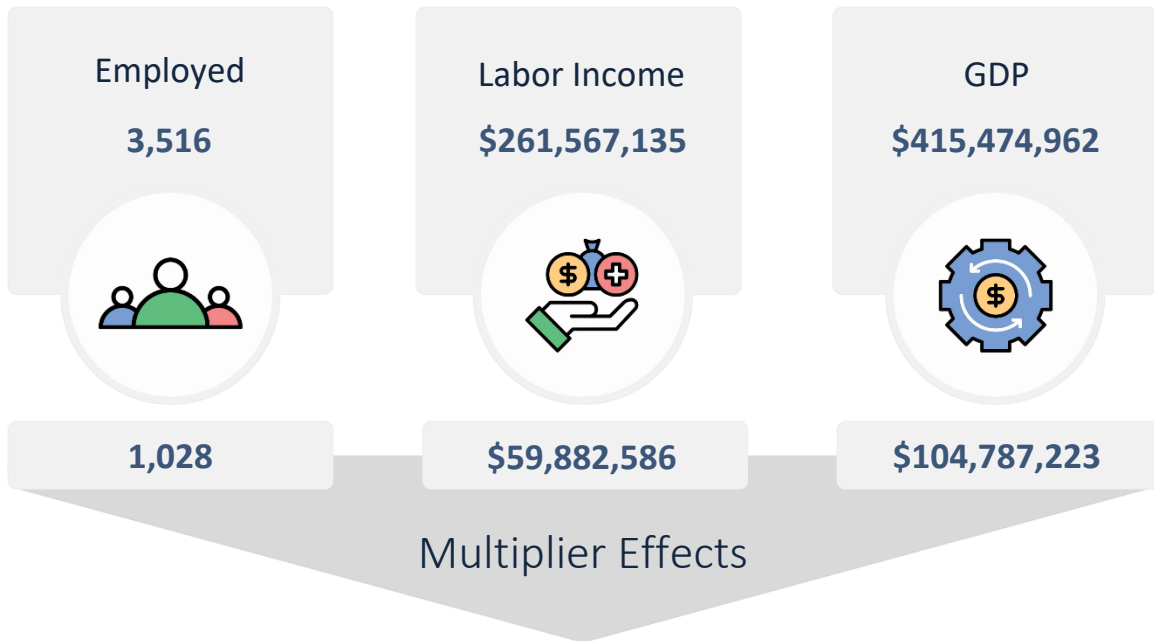 Employed
3,516
Labor Income
$261,567,135
GDP
$415,474,962
$
$
1,028
$59,882,586
$104,787,223
Multiplier Effects